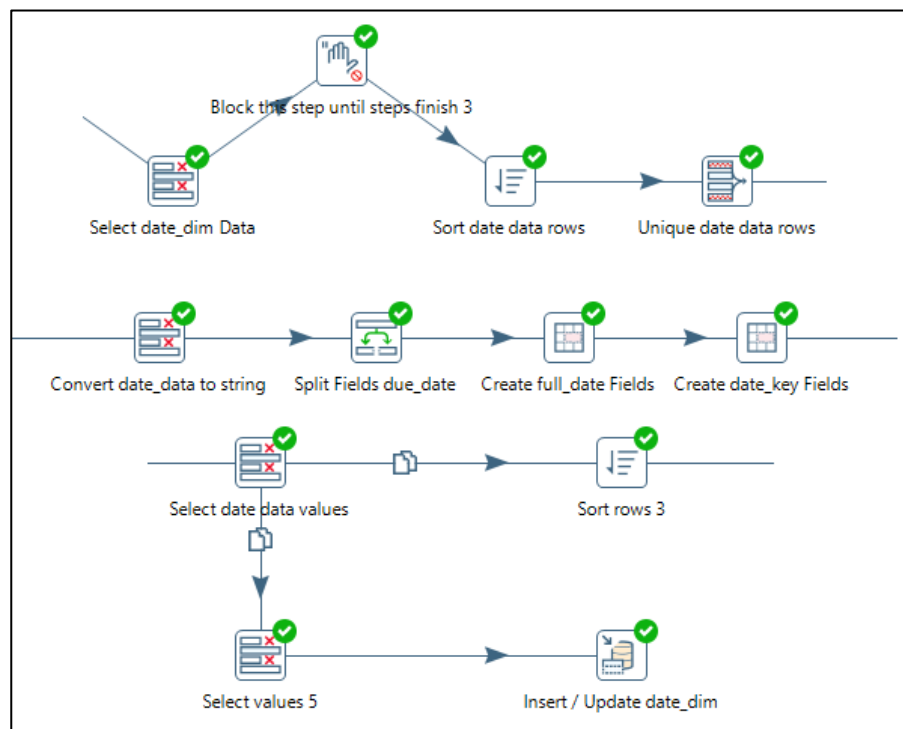 Block this step until steps finish 3
Select date_dim Data
Sort date data rows
Unique date data rows
Convert date_data to string
Split Fields due_date
Create full_date Fields
Create date_key Fields
Select date data values
Sort rows 3
Select values 5
Insert / Update date_dim